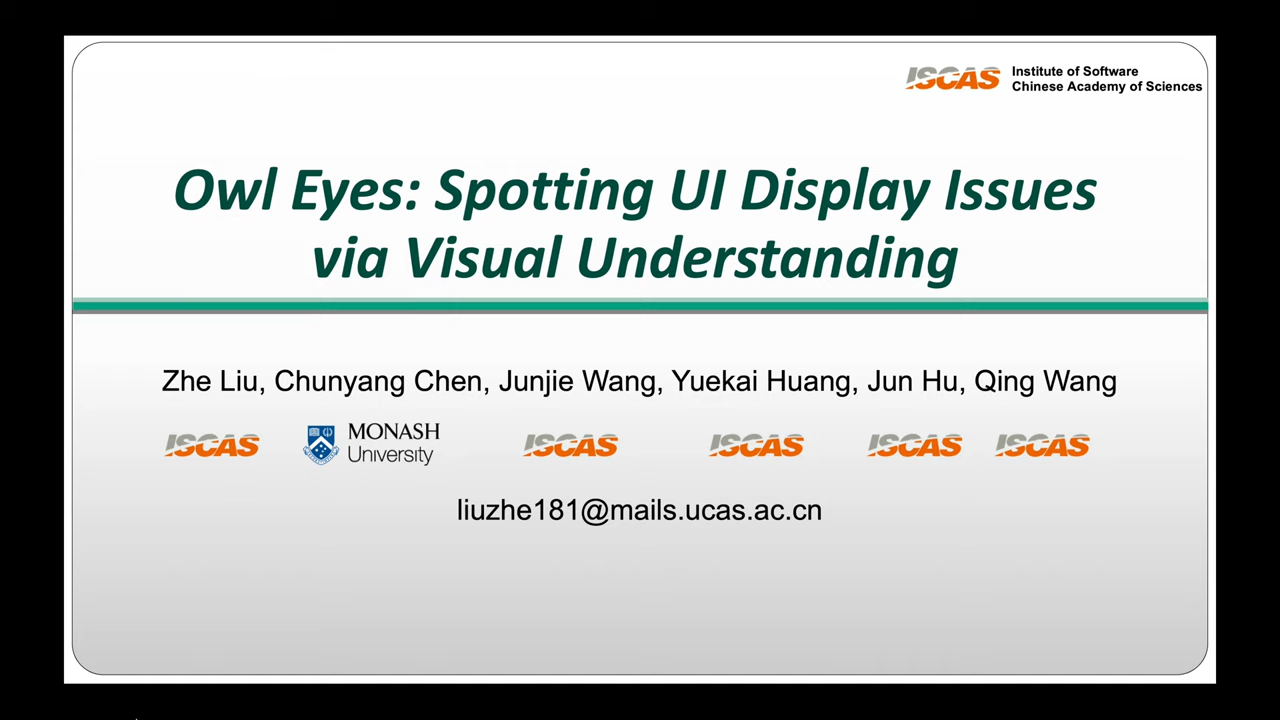 ISCAS
Institute of Software
Chinese Academy of Sciences
Owl Eyes: Spotting UI Display Issues
via Visual Understanding
Zhe Liu, Chunyang Chen, Junjie Wang, Yuekai Huang, Jun Hu, Qing Wang
ISCAS MONASH University ISCAS ISCAS ISCAS ISCAS
liuzhe181@mails.ucas.ac.cn